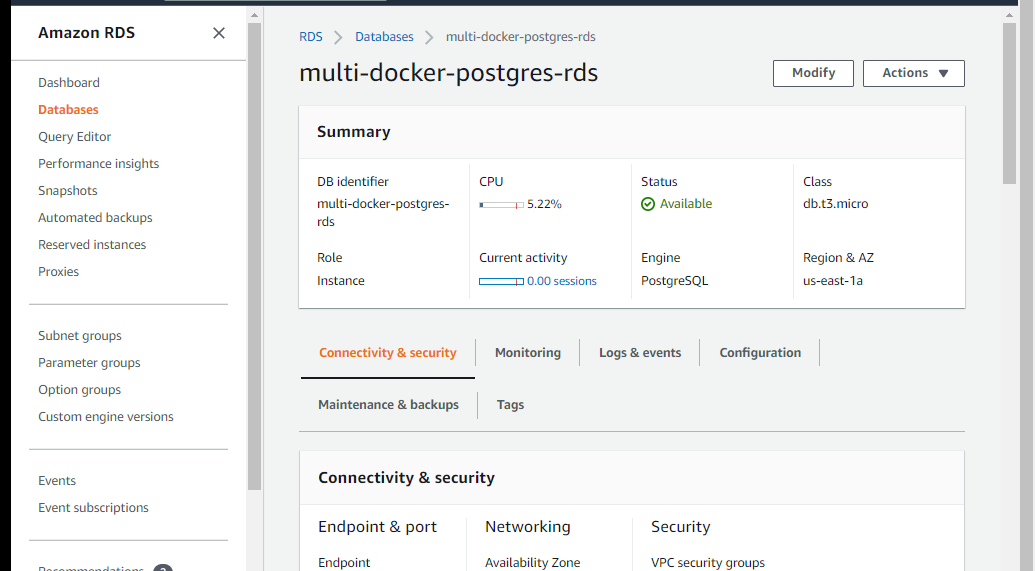 Amazon RDS
Dashboard
Databases
Query Editor
Performance insights
Snapshots
Automated backups
Reserved instances
Proxies
Subnet groups
Parameter groups
Option groups
Custom engine versions
Events
Event subscriptions
Recommendations 2
RDS
Databases
multi-docker-postgres-rds
multi-docker-postgres-rds
Modify
Actions
Summary
DB identifier
multi-docker-postgres-
rds
CPU
5.22%
Status
Available
Class
db.t3.micro
Role
Instance
Current activity
0.00 sessions
Engine
PostgreSQL
Region & AZ
us-east-1a
Connectivity & security
Monitoring
Logs & events
Configuration
Maintenance & backups
Tags
Connectivity & security
Endpoint & port
Endpoint
Networking
Availability Zone
Security
VPC security groups